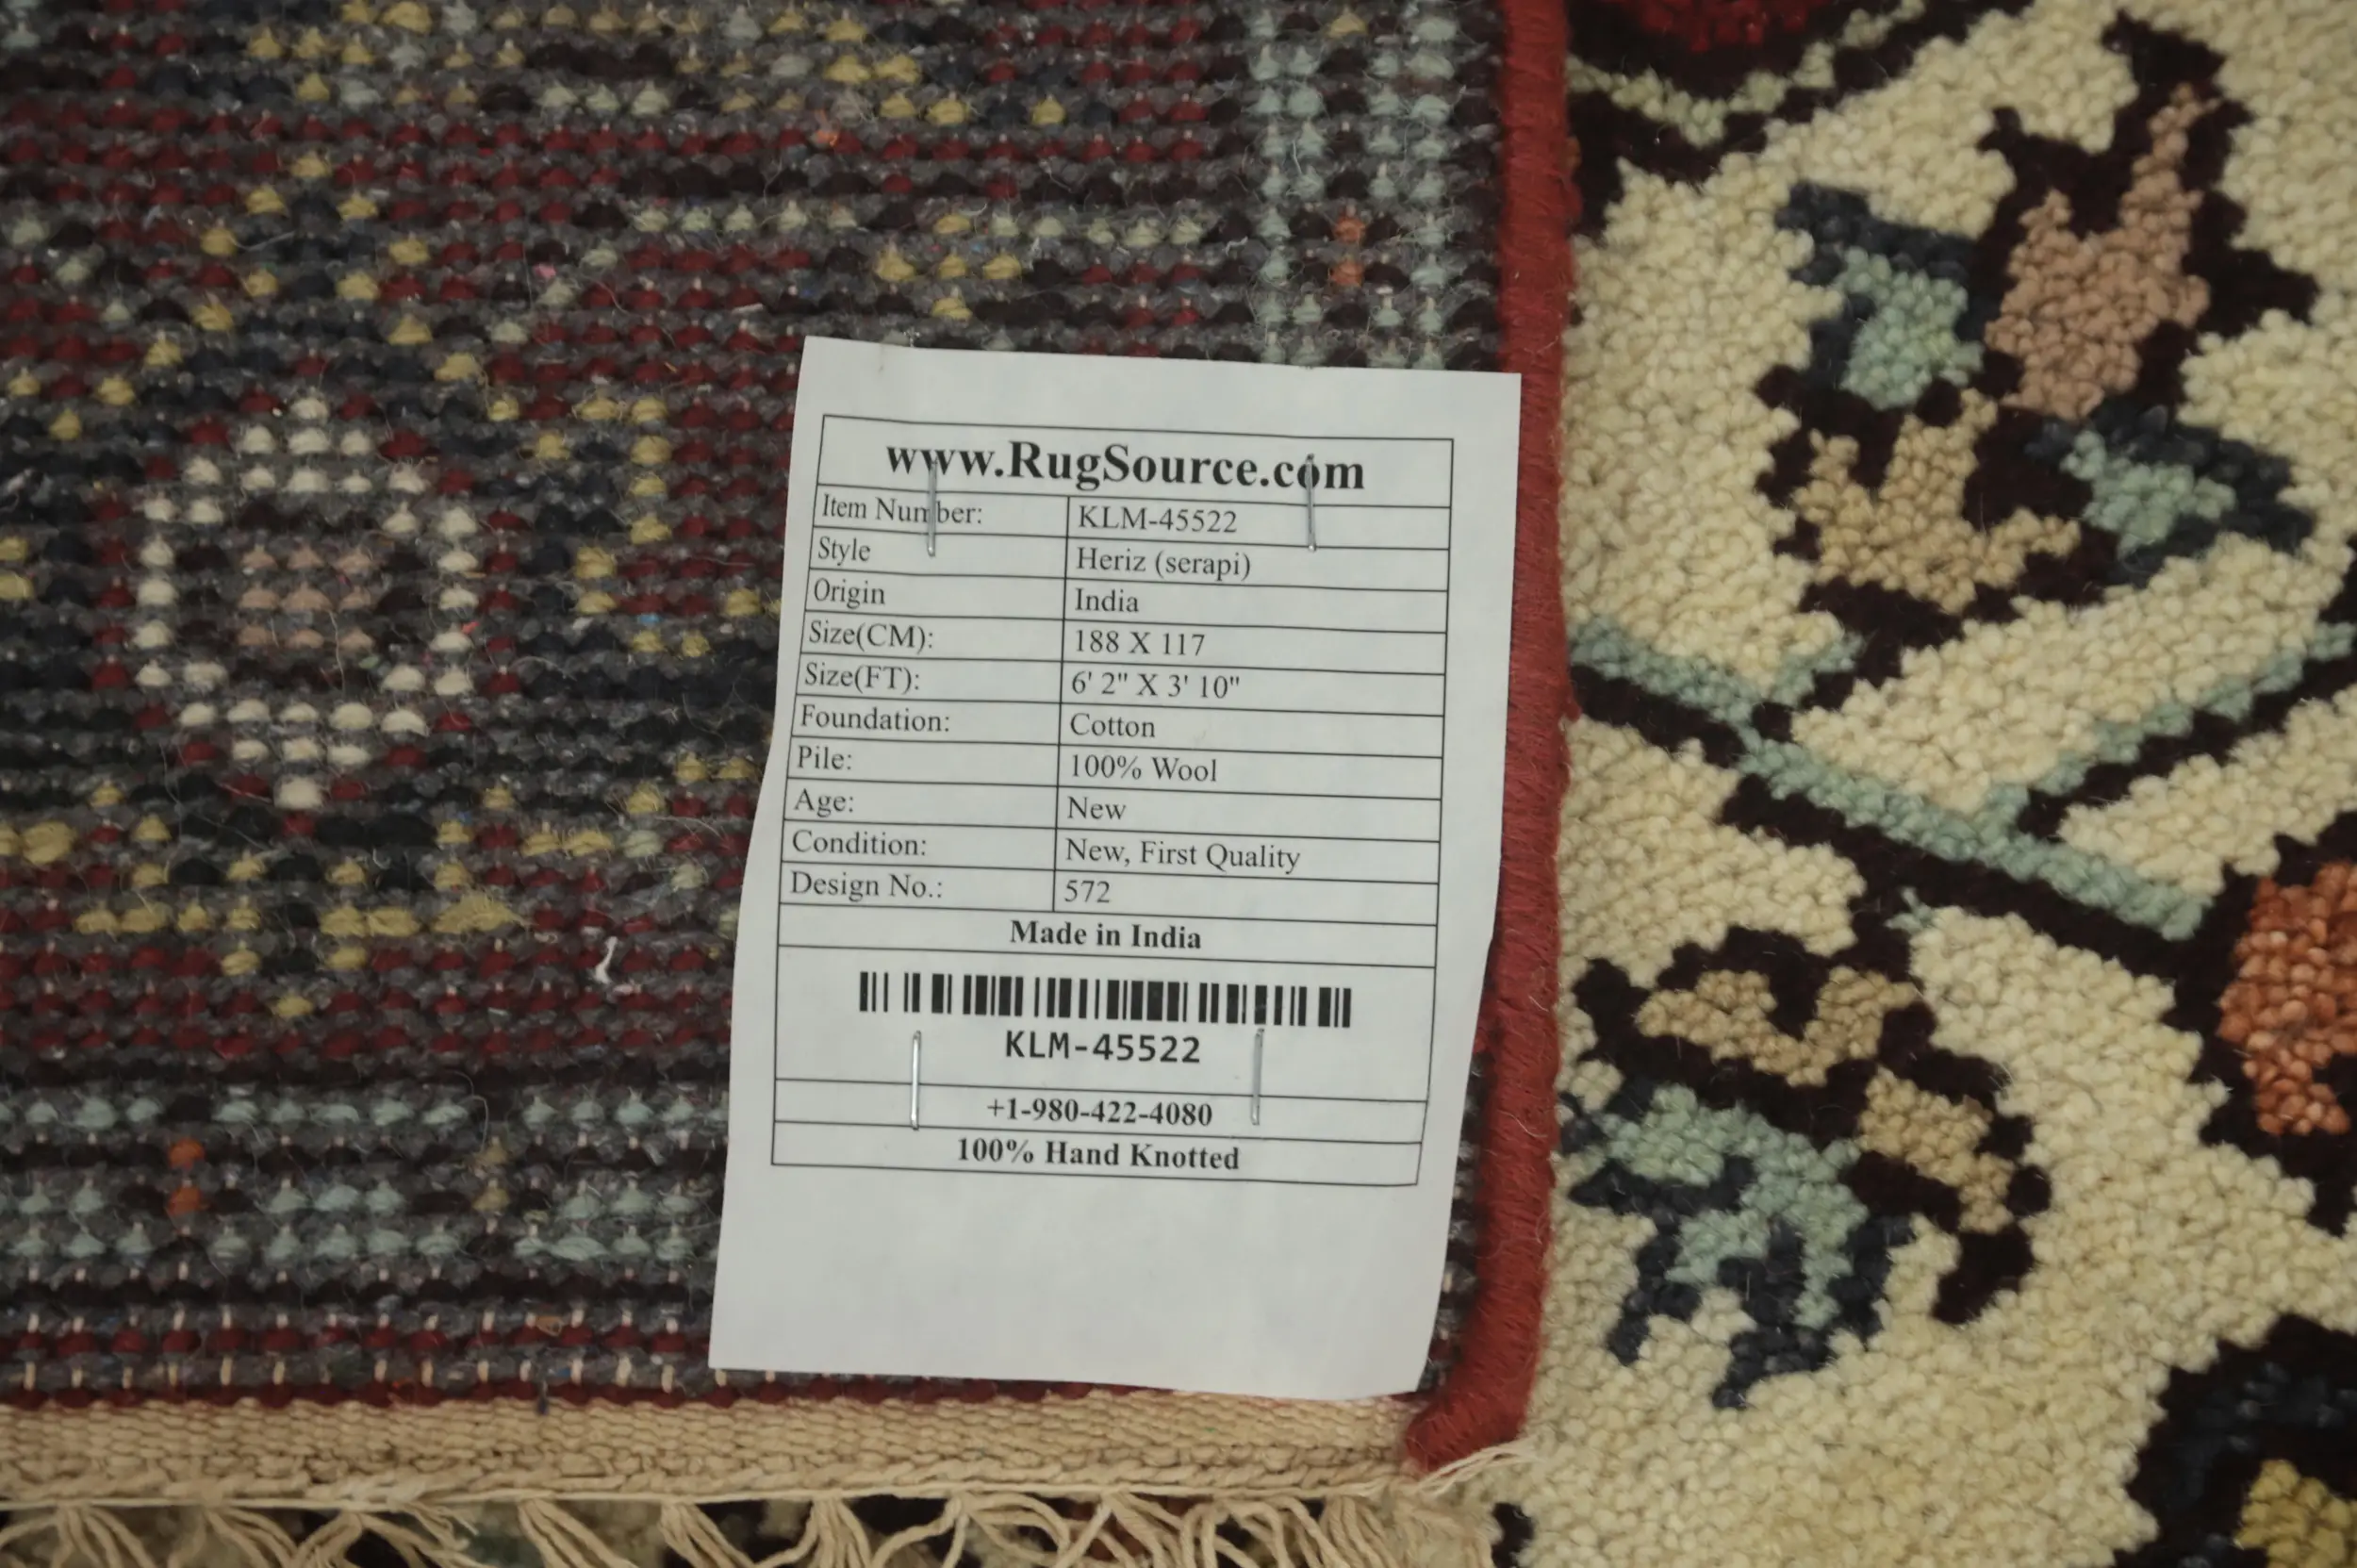 www.RugSource.com
Item Number: KLM-45522
Style Heriz (serapi)
Origin India
Size(CM): 188 X 117
Size(FT): 6' 2" X 3' 10"
Foundation: Cotton
Pile: 100% Wool
Age: New
Condition: New, First Quality
Design No.: 572
Made in India
KLM-45522
+1-980-422-4080
100% Hand Knotted